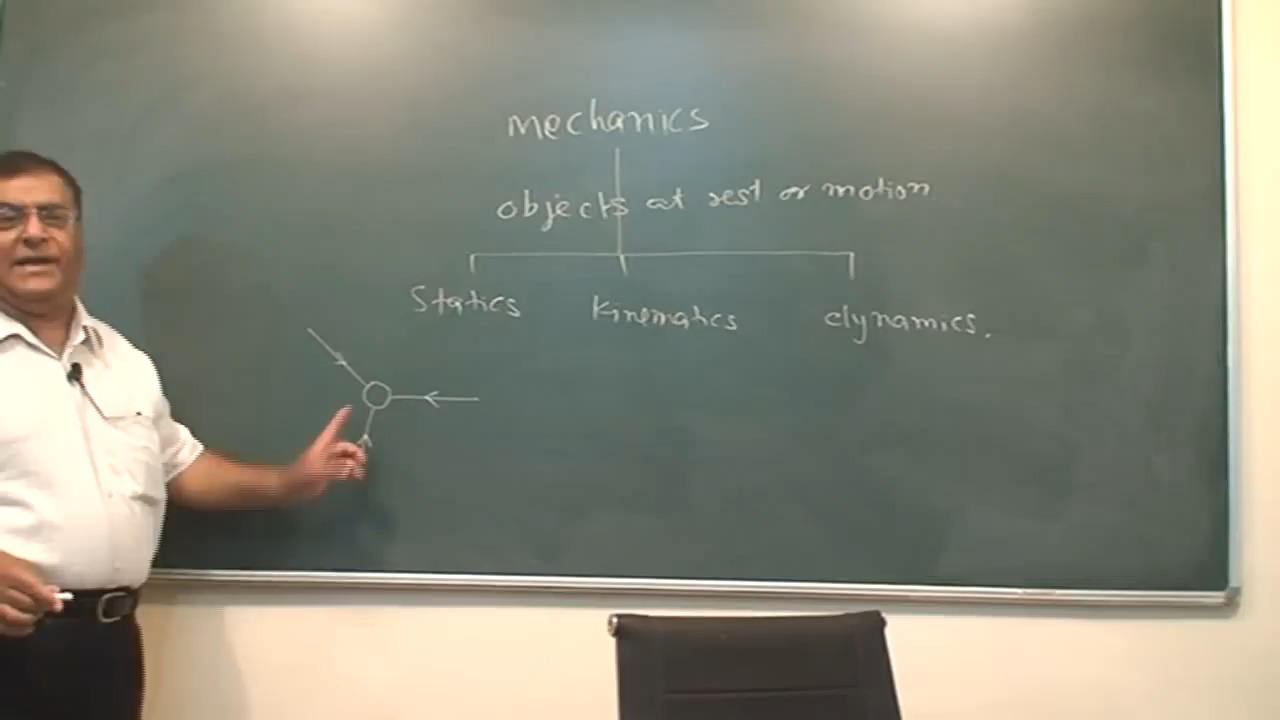 mechanics
objects at rest or motion
Statics kinematics dynamics.